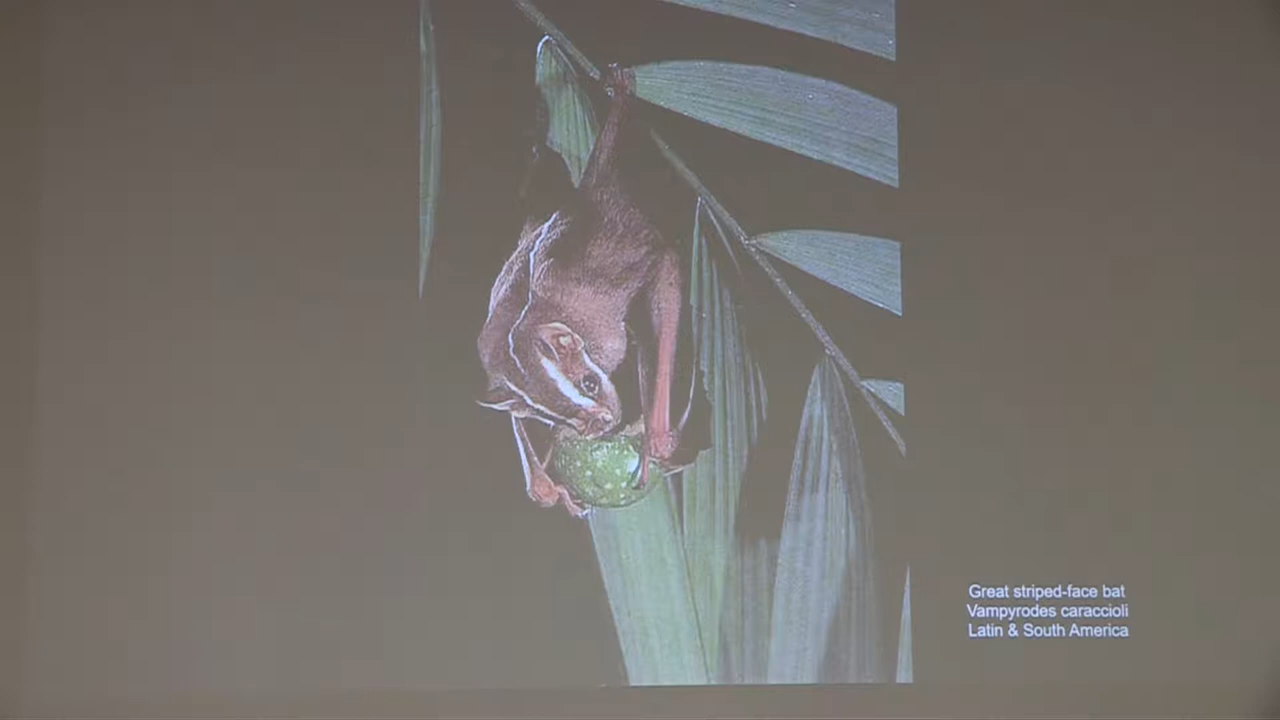 Great striped-face bat
Vampyrodes caraccioli
Latin & South America